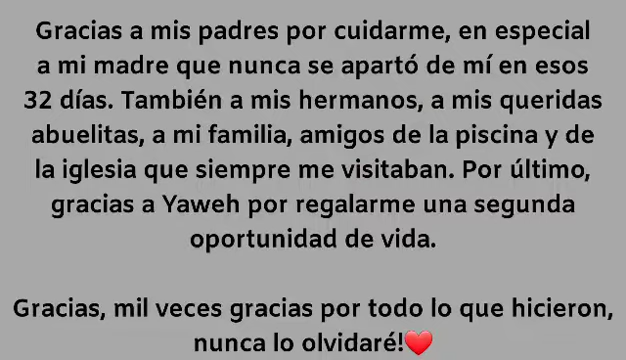 Gracias a mis padres por cuidarme, en especial
a mi madre que nunca se apartó de mí en esos
32 días. También a mis hermanos, a mis queridas
abuelitas, a mi familia, amigos de la piscina y de
la iglesia que siempre me visitaban. Por último,
gracias a Yaweh por regalarme una segunda
oportunidad de vida.
Gracias, mil veces gracias por todo lo que hicieron,
nunca lo olvidaré!❤️